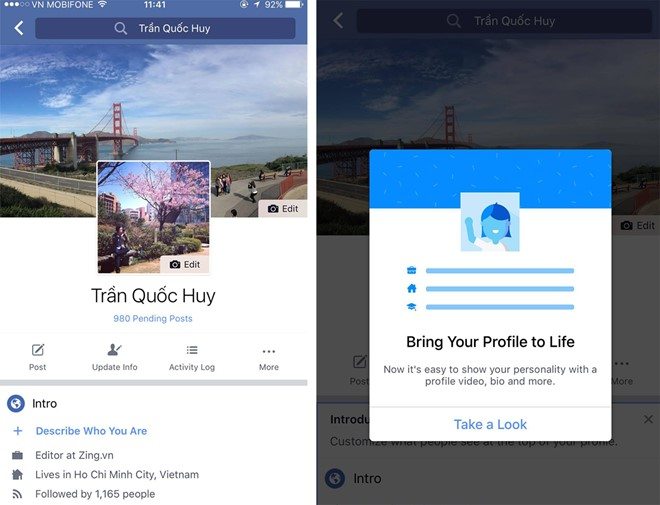 VN MOBIFONE
11:41
92%
Trần Quốc Huy
Edit
Edit
Trần Quốc Huy
980 Pending Posts
Post
Update Info
Activity Log
More
Intro
Describe Who You Are
Editor at Zing.vn
Lives in Ho Chi Minh City, Vietnam
Followed by 1,165 people
Trần Quốc Huy
Edit
Bring Your Profile to Life
Now it's easy to show your personality with a
profile video, bio and more.
Take a Look
Post
More
Introdu
Customize what people see at the top of your profile.
Intro